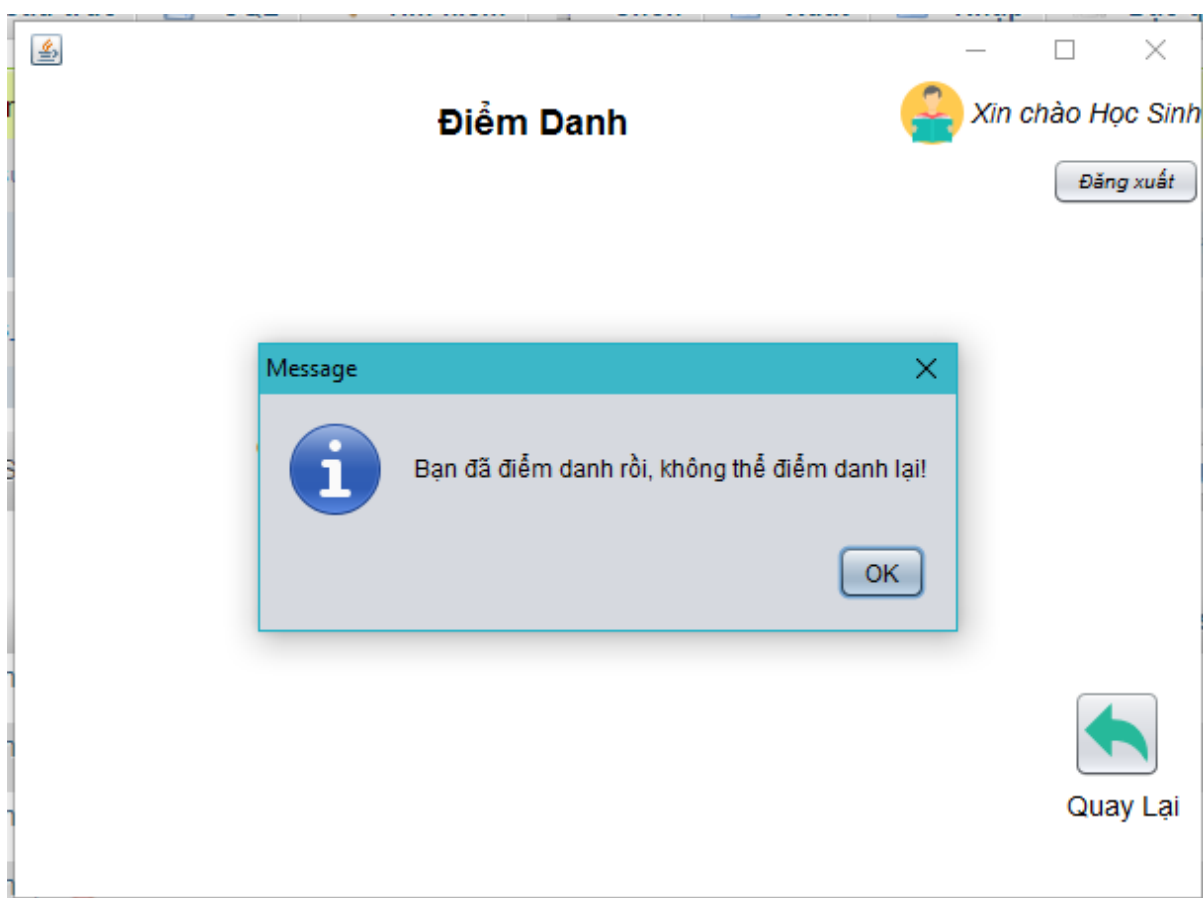 Điểm Danh
Xin chào Học Sinh
Đăng xuất
Message
Bạn đã điểm danh rồi, không thể điểm danh lại!
OK
Quay Lại